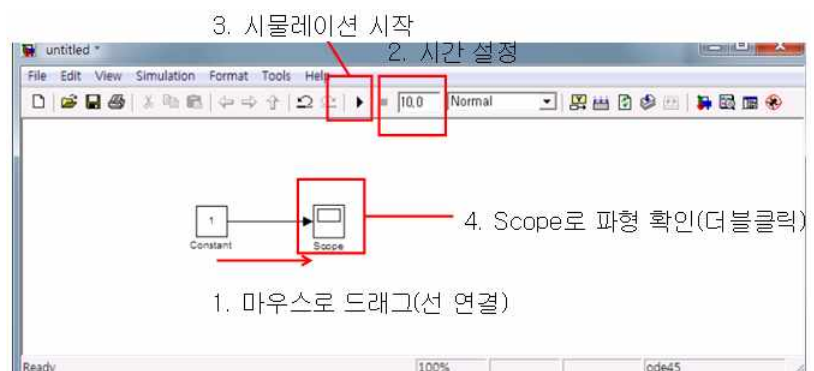 3. 시물레이션 시작
untitled *
2. 시간 설정
File Edit View Simulation Format Tools Help
10.0 Normal
1
Constant
Scope
4. Scope로 파형 확인(더블클릭)
1. 마우스로 드래그(선 연결)
Ready 100% ode45